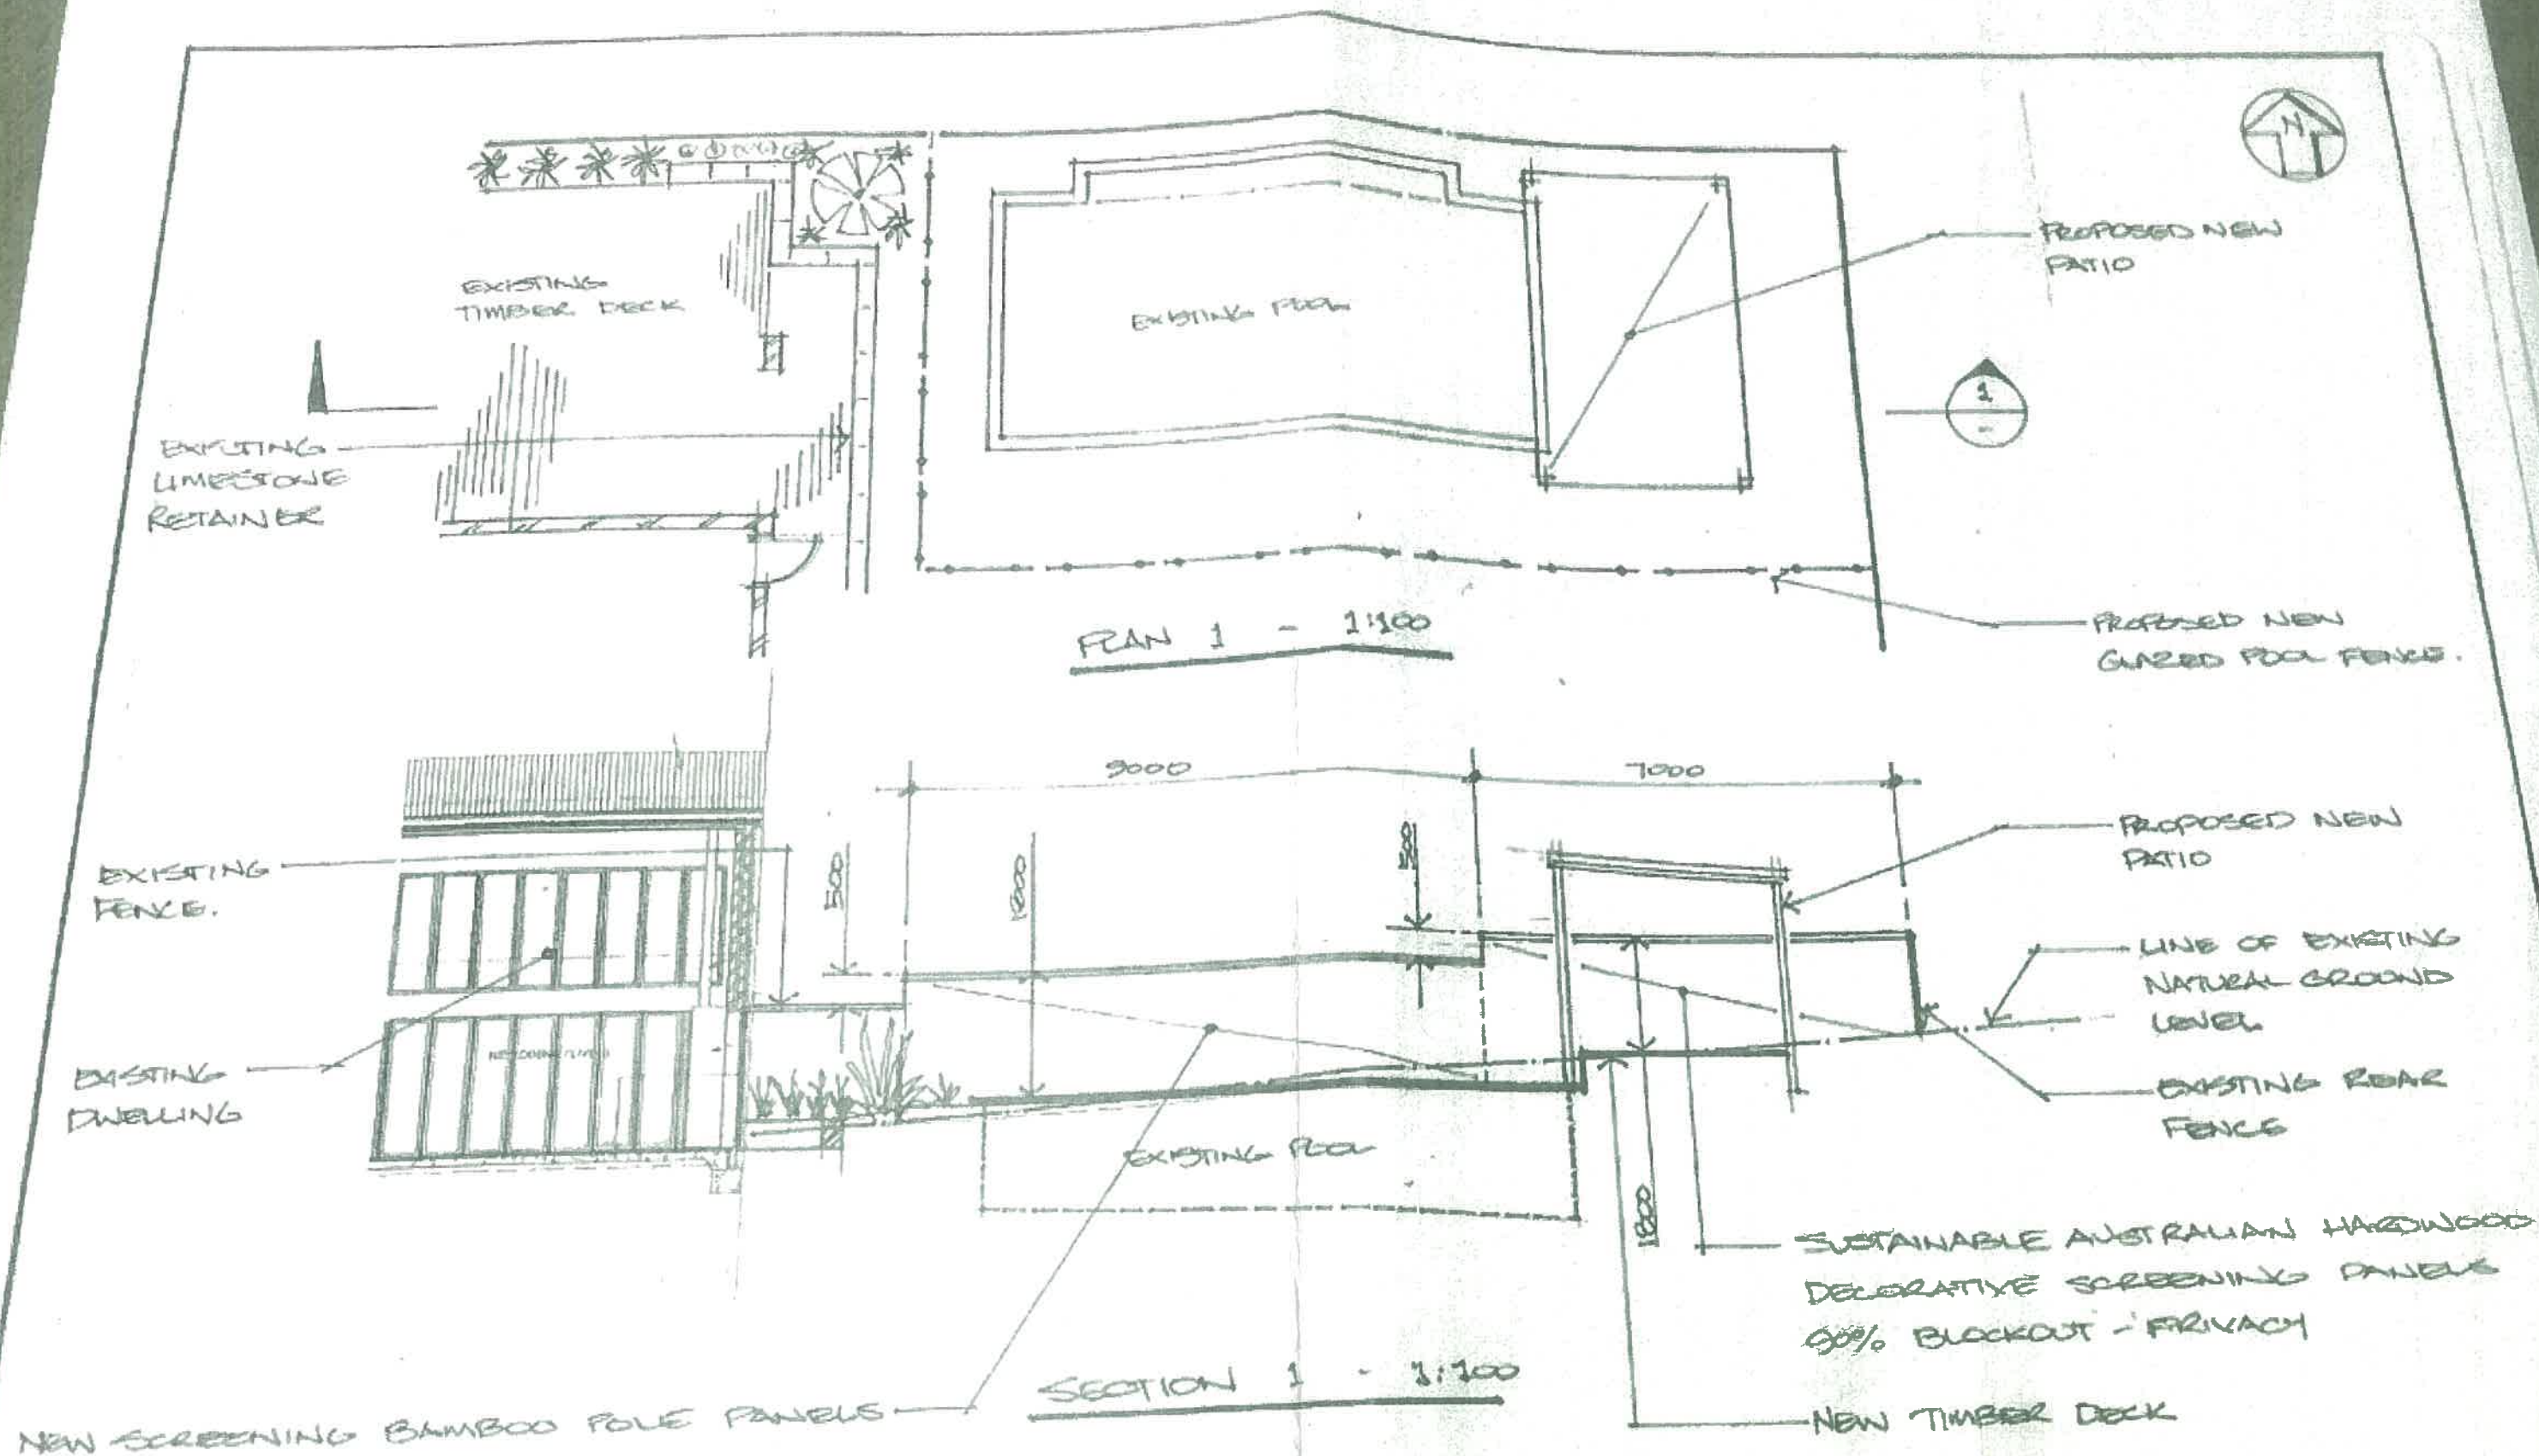 N
PROPOSED NEW
PATIO
EXISTING
TIMBER DECK
EXISTING POOL
1
EXISTING
LIMESTONE
RETAINER
PLAN 1 - 1:100
PROPOSED NEW
GLAZED POOL FENCE.
9000
7000
PROPOSED NEW
PATIO
EXISTING
FENCE.
500
1800
500
LINE OF EXISTING
NATURAL GROUND
LEVEL
EXISTING
DWELLING
EXISTING REAR
FENCE
EXISTING POOL
1800
SUSTAINABLE AUSTRALIAN HARDWOOD
DECORATIVE SCREENING PANELS
90% BLOCKOUT - PRIVACY
SECTION 1 - 1:100
NEW SCREENING BAMBOO POLE PANELS
NEW TIMBER DECK